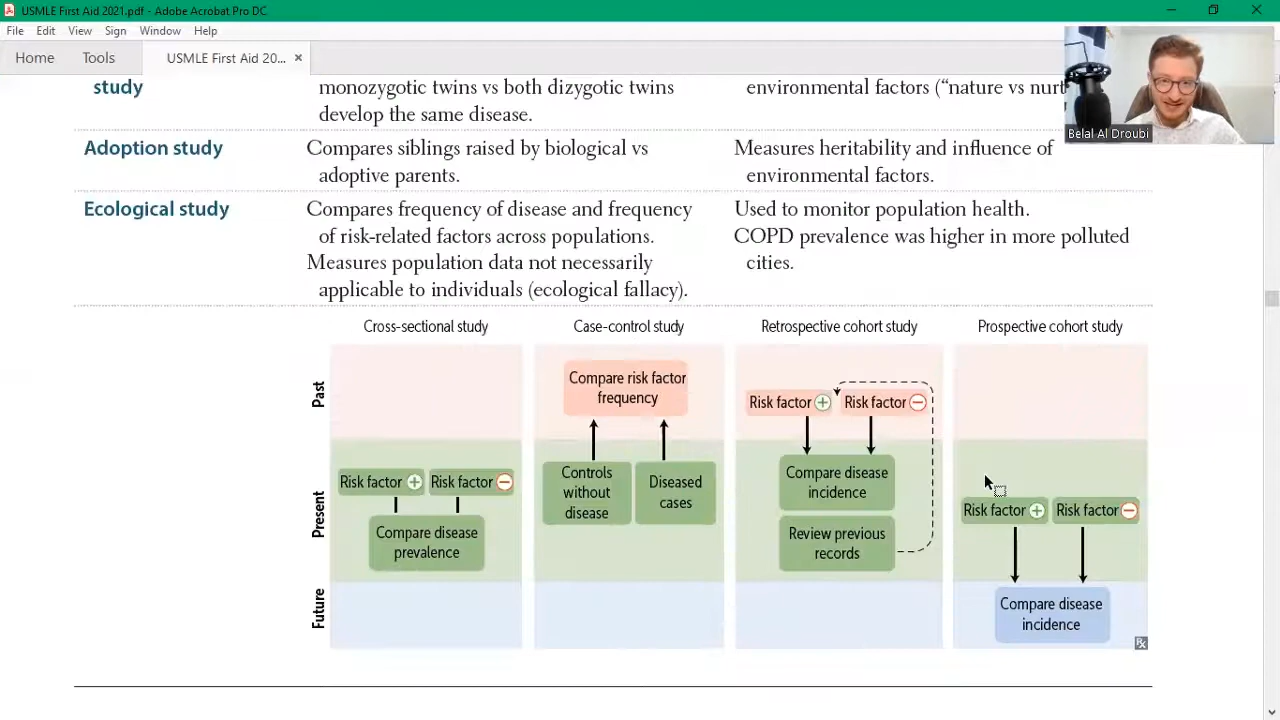 USMLE First Aid 2021.pdf - Adobe Acrobat Pro DC
File Edit View Sign Window Help
Home Tools USMLE First Aid 20... ×
study
monozygotic twins vs both dizygotic twins
develop the same disease.
environmental factors (“nature vs nurt
Belal Al Droubi
Adoption study
Compares siblings raised by biological vs
adoptive parents.
Measures heritability and influence of
environmental factors.
Ecological study
Compares frequency of disease and frequency
of risk-related factors across populations.
Measures population data not necessarily
applicable to individuals (ecological fallacy).
Used to monitor population health.
COPD prevalence was higher in more polluted
cities.
Cross-sectional study
Case-control study
Retrospective cohort study
Prospective cohort study
Past
Present
Future
Risk factor +
Risk factor −
Compare disease
prevalence
Compare risk factor
frequency
Controls
without
disease
Diseased
cases
Risk factor +
Risk factor −
Compare disease
incidence
Review previous
records
Risk factor +
Risk factor −
Compare disease
incidence
Rx